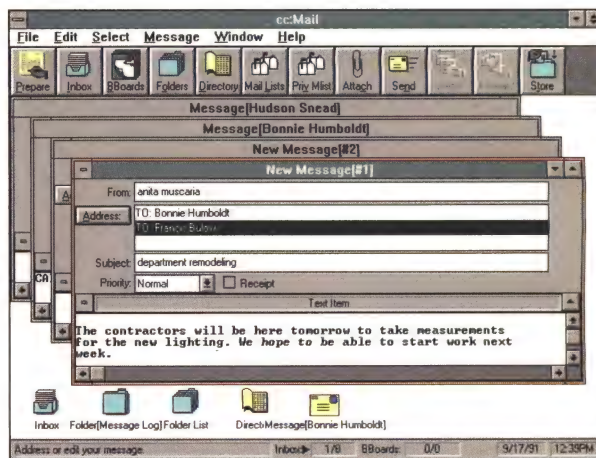 cc:Mail
File Edit Select Message Window Help
Prepare Inbox BBoards Folders Directory Mail Lists Priv Mlist Attach Send Store
Message[Hudson Snead]
Message[Bonnie Humboldt]
New Message[#2]
New Message[#1]
From: anita muscaria
Address: TO: Bonnie Humboldt
TO: France Bulow
Subject: department remodeling
Priority: Normal Receipt
Text Item
The contractors will be here tomorrow to take measurements
for the new lighting. We hope to be able to start work next
week.
Inbox Folder[Message Log] Folder List Direct Message[Bonnie Humboldt]
Address or edit your message. Inbox 1/8 BBoards: 0/0 9/17/91 12:39PM